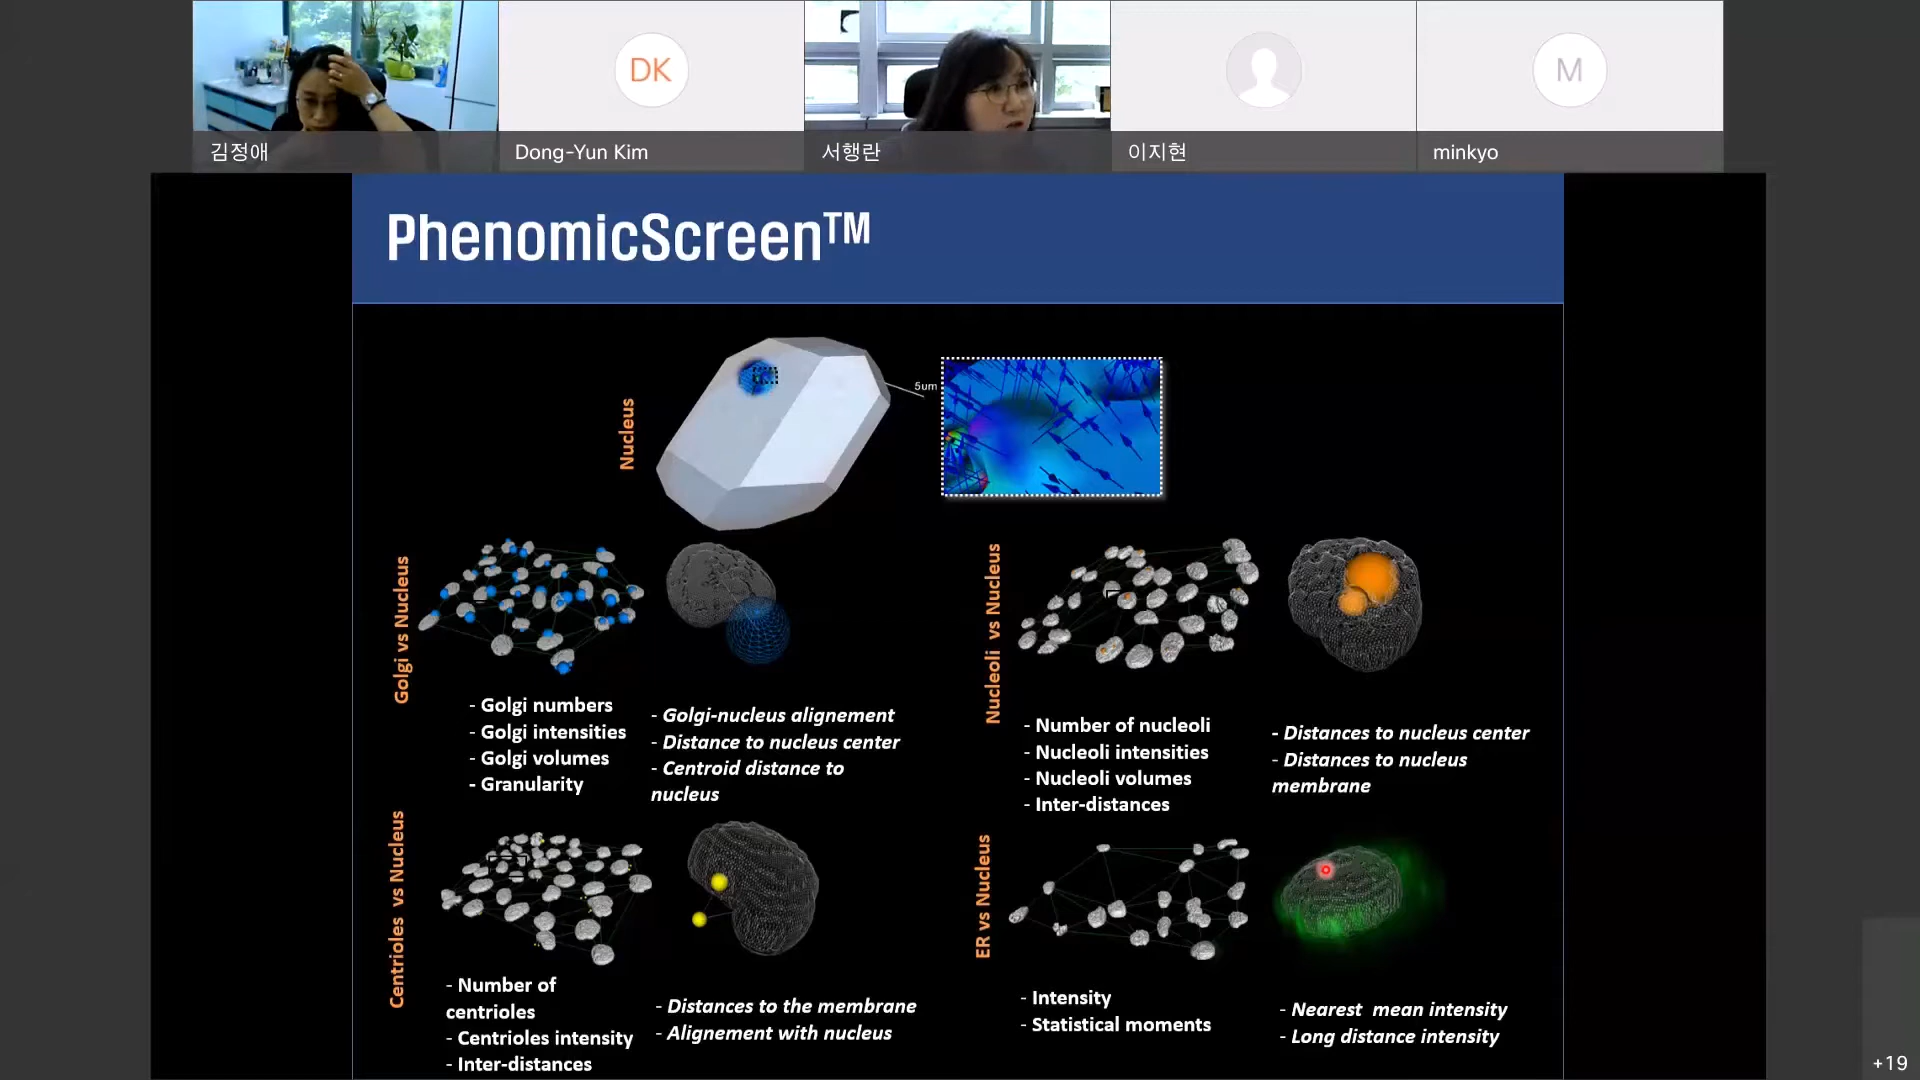 DK
M
김정애
Dong-Yun Kim
서행란
이지현
minkyo
PhenomicScreen™
Nucleus
5um
Golgi vs Nucleus
- Golgi numbers
- Golgi intensities
- Golgi volumes
- Granularity
- Golgi-nucleus alignement
- Distance to nucleus center
- Centroid distance to
nucleus
Nucleoli vs Nucleus
- Number of nucleoli
- Nucleoli intensities
- Nucleoli volumes
- Inter-distances
- Distances to nucleus center
- Distances to nucleus
membrane
Centrioles vs Nucleus
- Number of
centrioles
- Centrioles intensity
- Inter-distances
- Distances to the membrane
- Alignement with nucleus
ER vs Nucleus
- Intensity
- Statistical moments
- Nearest mean intensity
- Long distance intensity
+19